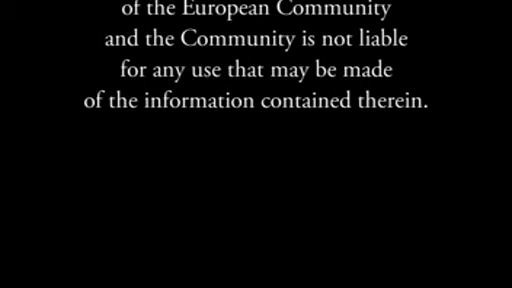 of the European Community
and the Community is not liable
for any use that may be made
of the information contained therein.